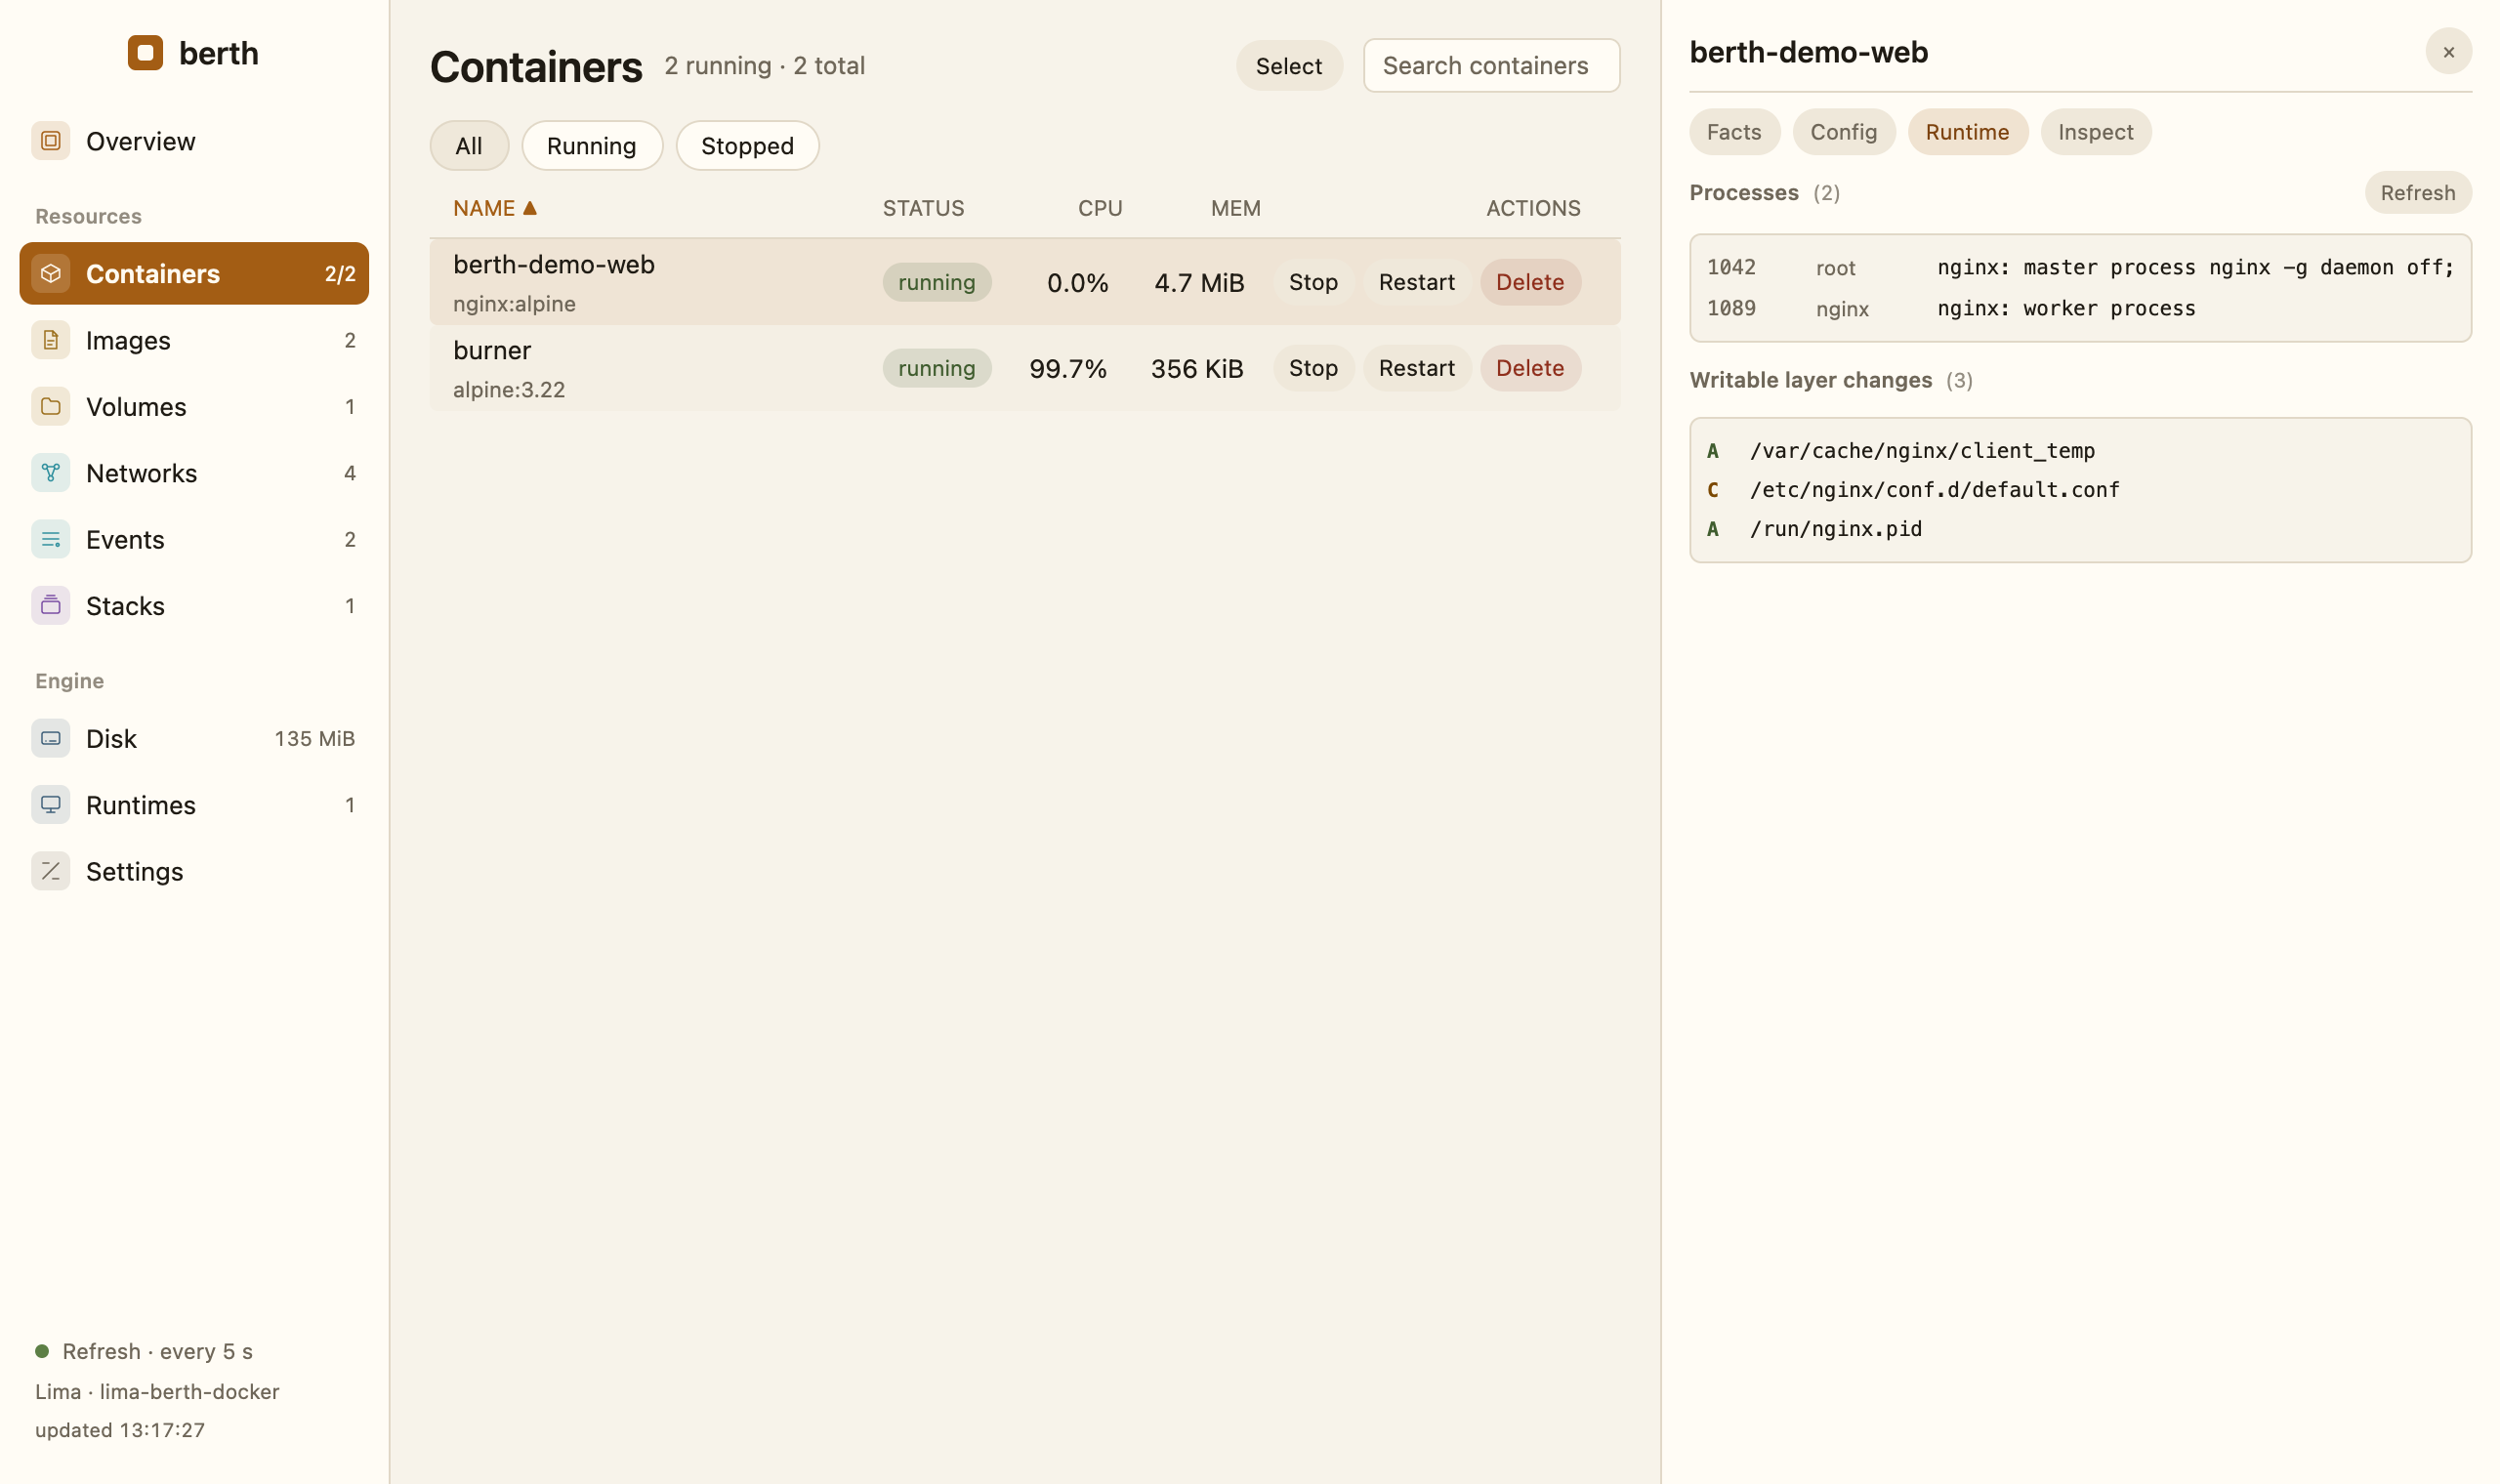 berth
Overview
Resources
Containers 2/2
Images 2
Volumes 1
Networks 4
Events 2
Stacks 1
Engine
Disk 135 MiB
Runtimes 1
Settings
Refresh · every 5 s
Lima · lima-berth-docker
updated 13:17:27
Containers 2 running · 2 total Select Search containers
All Running Stopped
NAME ▲ STATUS CPU MEM ACTIONS
berth-demo-web
nginx:alpine
running 0.0% 4.7 MiB Stop Restart Delete
burner
alpine:3.22
running 99.7% 356 KiB Stop Restart Delete
berth-demo-web ×
Facts Config Runtime Inspect
Processes (2) Refresh
1042 root nginx: master process nginx -g daemon off;
1089 nginx nginx: worker process
Writable layer changes (3)
A /var/cache/nginx/client_temp
C /etc/nginx/conf.d/default.conf
A /run/nginx.pid